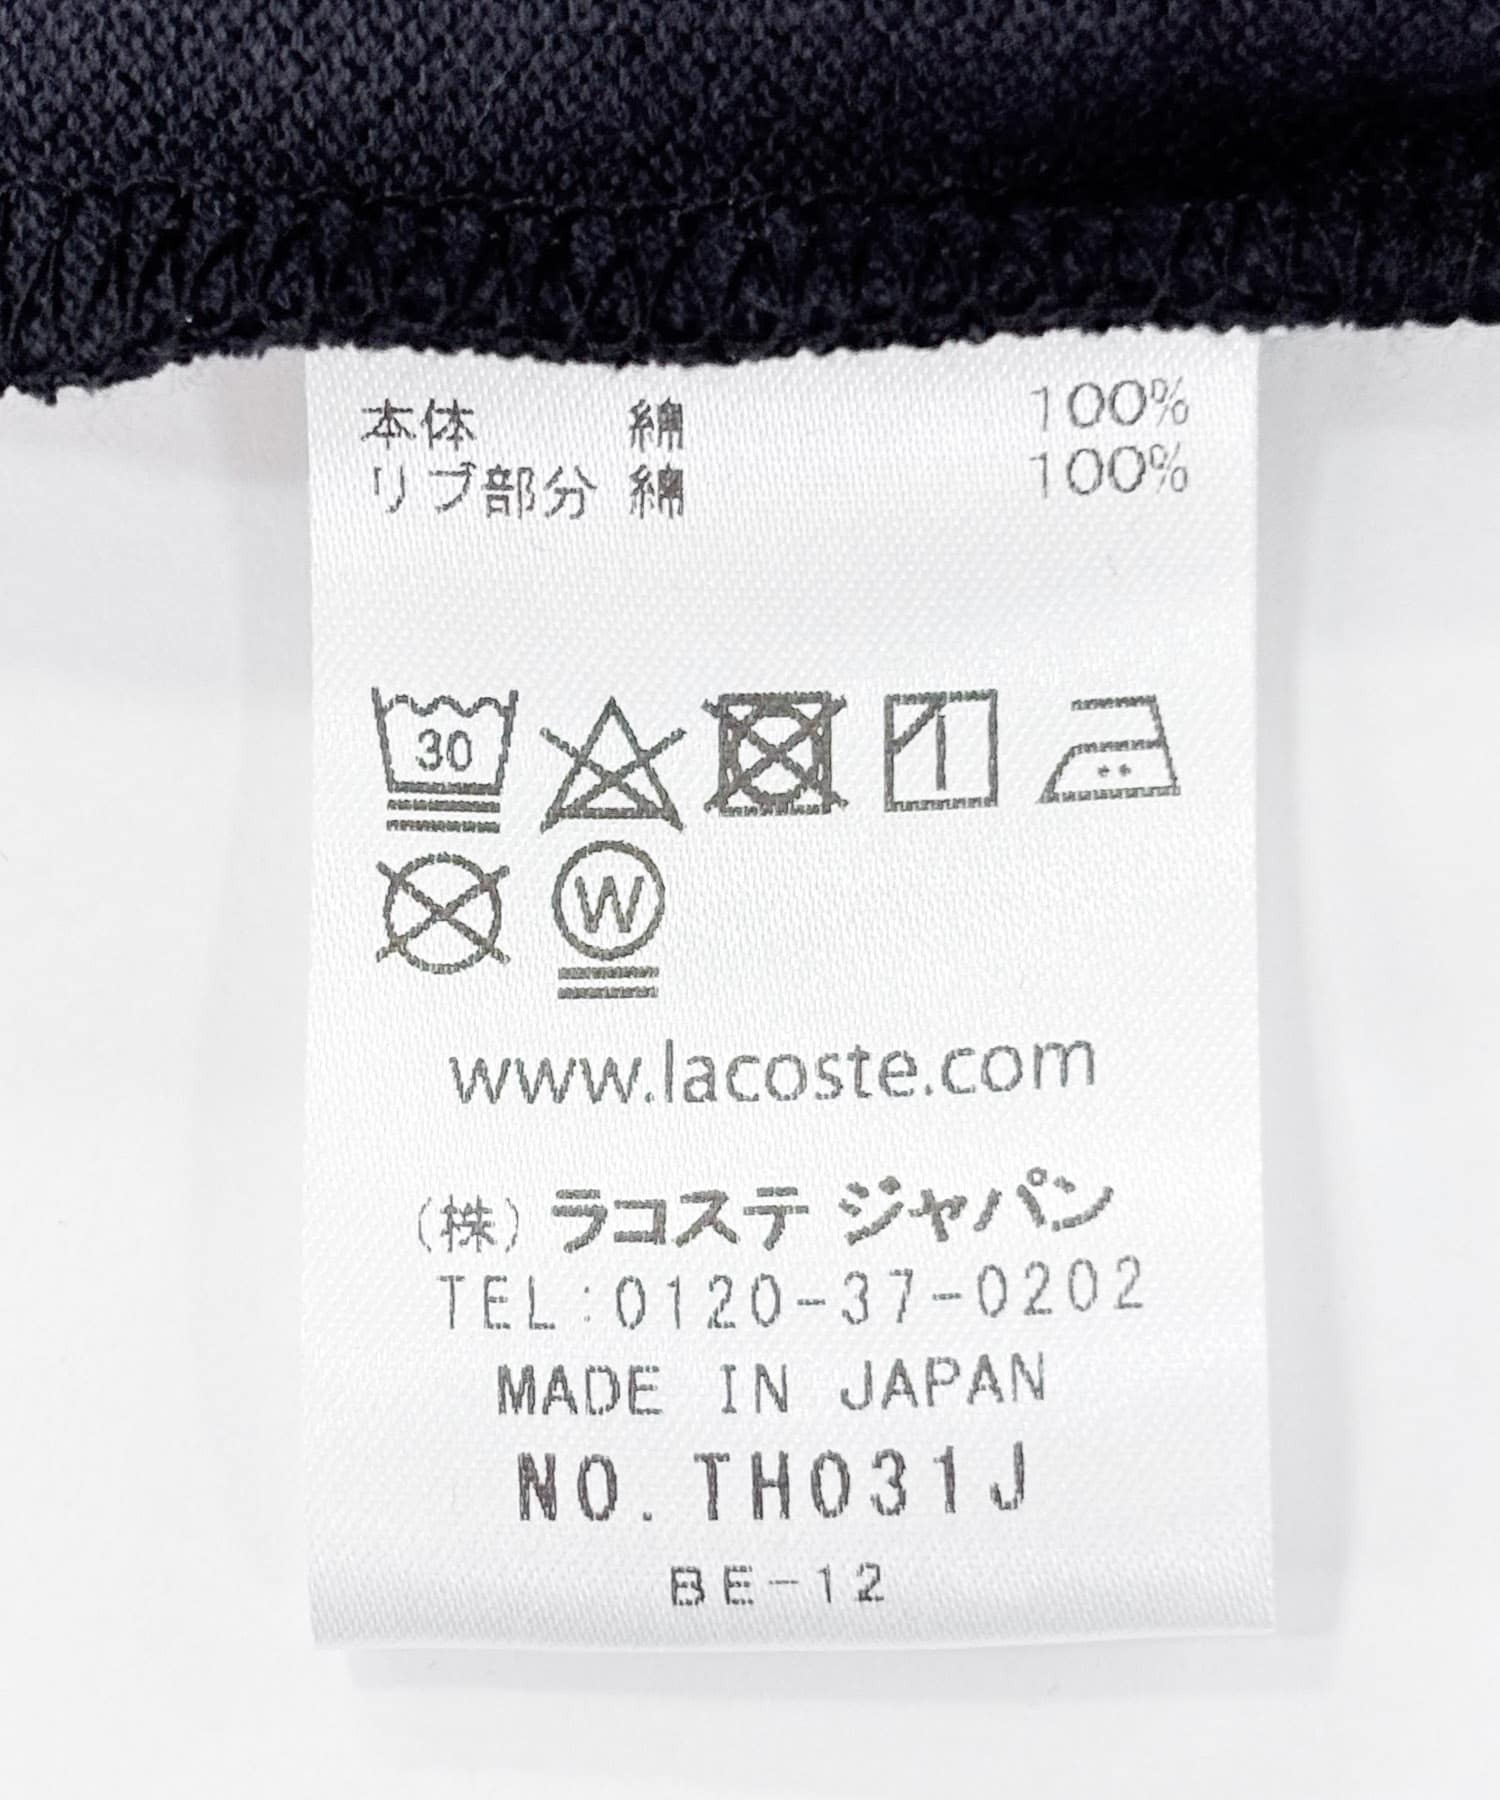 本体 綿 100%
リブ部分 綿 100%
30
W
www.lacoste.com
(株) ラコステ ジャパン
TEL:0120-37-0202
MADE IN JAPAN
NO. TH031J
BE-12